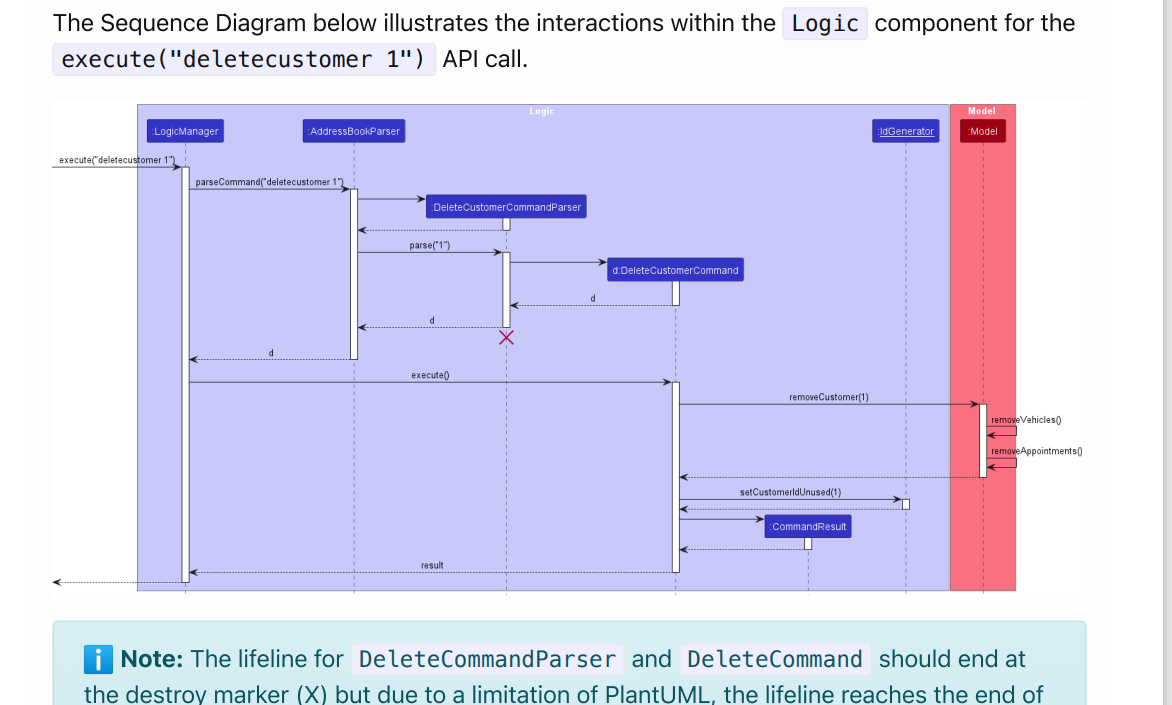 The Sequence Diagram below illustrates the interactions within the Logic component for the
execute("deletecustomer 1") API call.
Logic
Model
:LogicManager
:AddressBookParser
:IdGenerator
:Model
execute("deletecustomer 1")
parseCommand("deletecustomer 1")
:DeleteCustomerCommandParser
parse("1")
d:DeleteCustomerCommand
d
d
d
execute()
removeCustomer(1)
removeVehicles()
removeAppointments()
setCustomerIdUnused(1)
:CommandResult
result
i Note: The lifeline for DeleteCommandParser and DeleteCommand should end at
the destroy marker (X) but due to a limitation of PlantUML, the lifeline reaches the end of